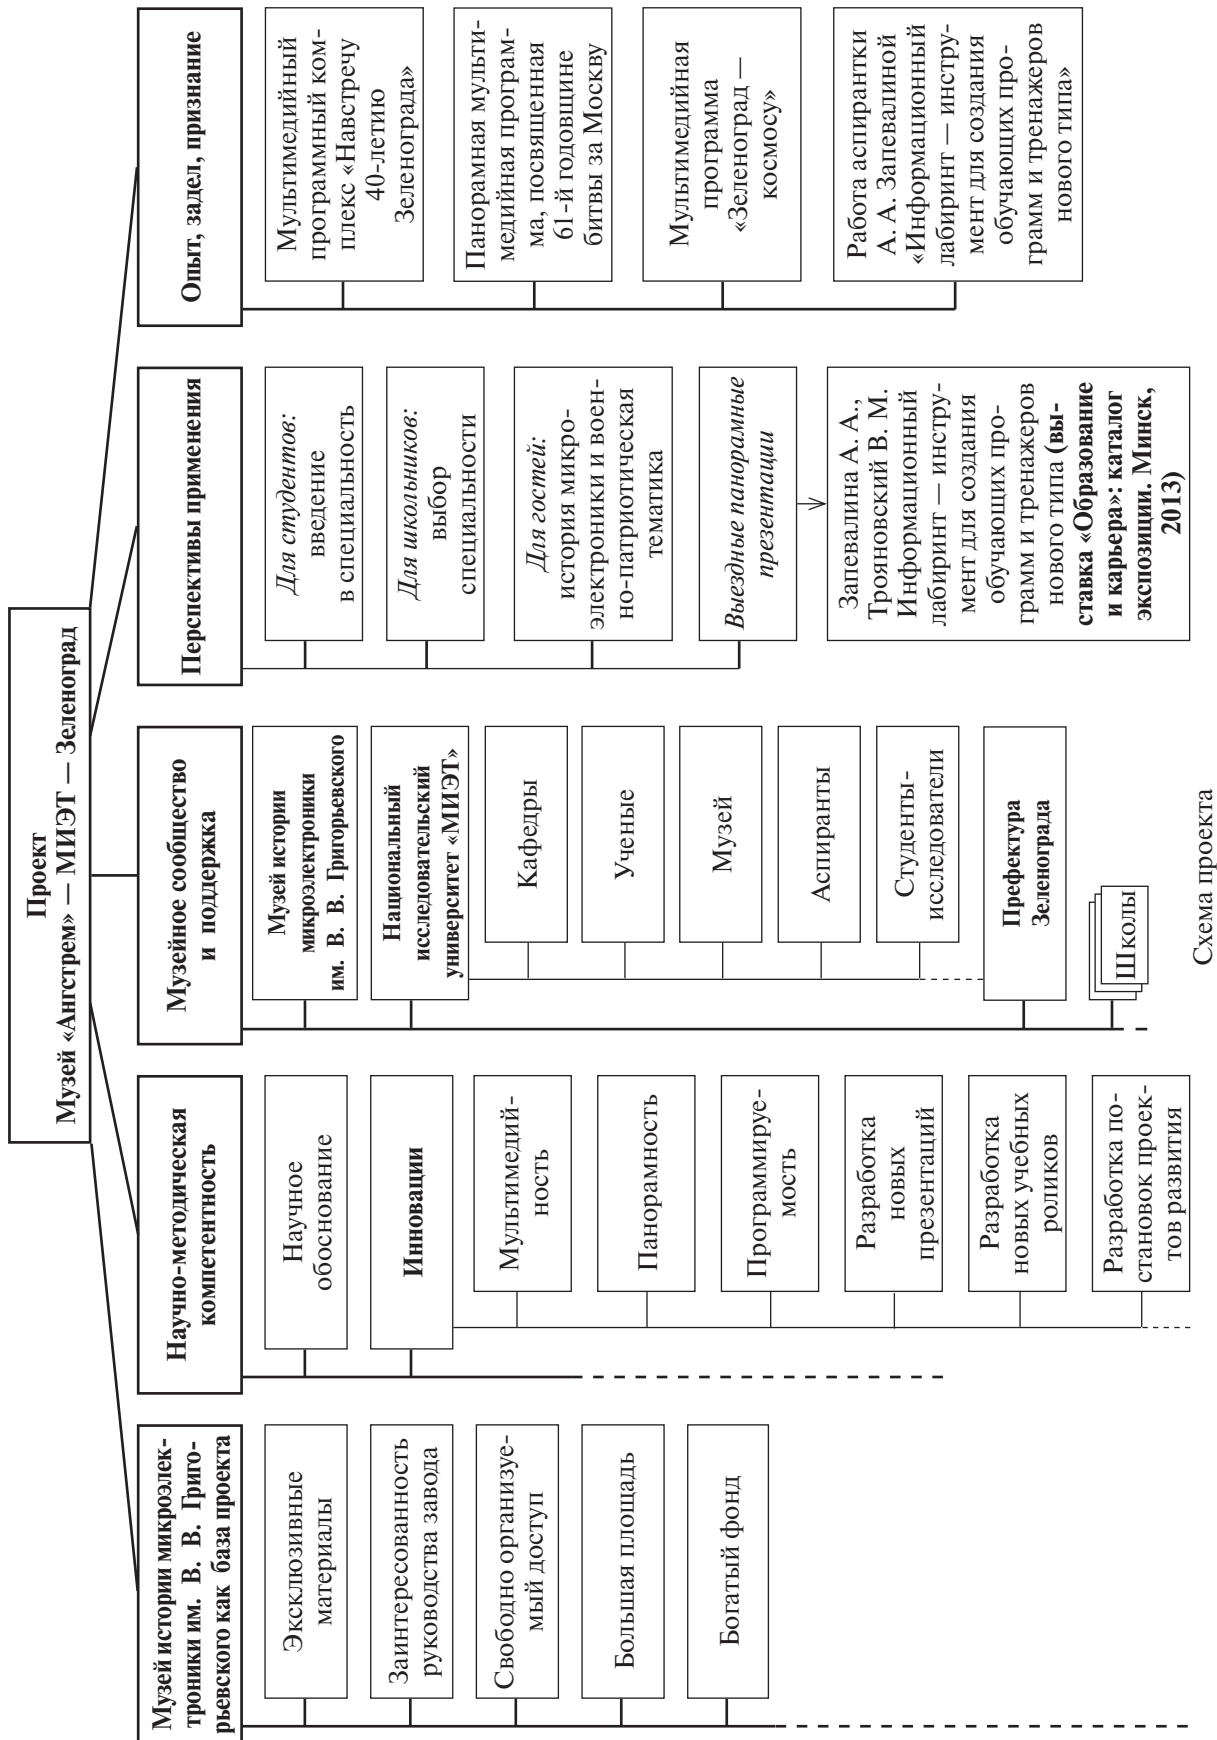 Проект
Музей «Ангстрем» — МИЭТ — Зеленоград
Музей истории микроэлек-
троники им. В. В. Григо-
рьевского как база проекта
Эксклюзивные
материалы
Заинтересованность
руководства завода
Свободно организуе-
мый доступ
Большая площадь
Богатый фонд
Научно-методическая
компетентность
Научное
обоснование
Инновации
Мультимедий-
ность
Панорамность
Программируе-
мость
Разработка
новых
презентаций
Разработка
новых учебных
роликов
Разработка по-
становок проек-
тов развития
Музейное сообщество
и поддержка
Музей истории
микроэлектроники
им. В. В. Григорьевского
Национальный
исследовательский
университет «МИЭТ»
Кафедры
Ученые
Музей
Аспиранты
Студенты-
исследователи
Префектура
Зеленограда
Школы
Перспективы применения
Для студентов:
введение
в специальность
Для школьников:
выбор
специальности
Для гостей:
история микро-
электроники и воен-
но-патриотическая
тематика
Выездные панорамные
презентации
Запевалина А. А.,
Трояновский В. М.
Информационный
лабиринт — инстру-
мент для создания
обучающих про-
грамм и тренажеров
нового типа (вы-
ставка «Образование
и карьера»: каталог
экспозиции. Минск,
2013)
Опыт, задел, признание
Мультимедийный
программный ком-
плекс «Навстречу
40-летию
Зеленограда»
Панорамная мульти-
медийная програм-
ма, посвященная
61-й годовщине
битвы за Москву
Мультимедийная
программа
«Зеленоград —
космосу»
Работа аспирантки
А. А. Запевалиной
«Информационный
лабиринт — инстру-
мент для создания
обучающих про-
грамм и тренажеров
нового типа»
Схема проекта